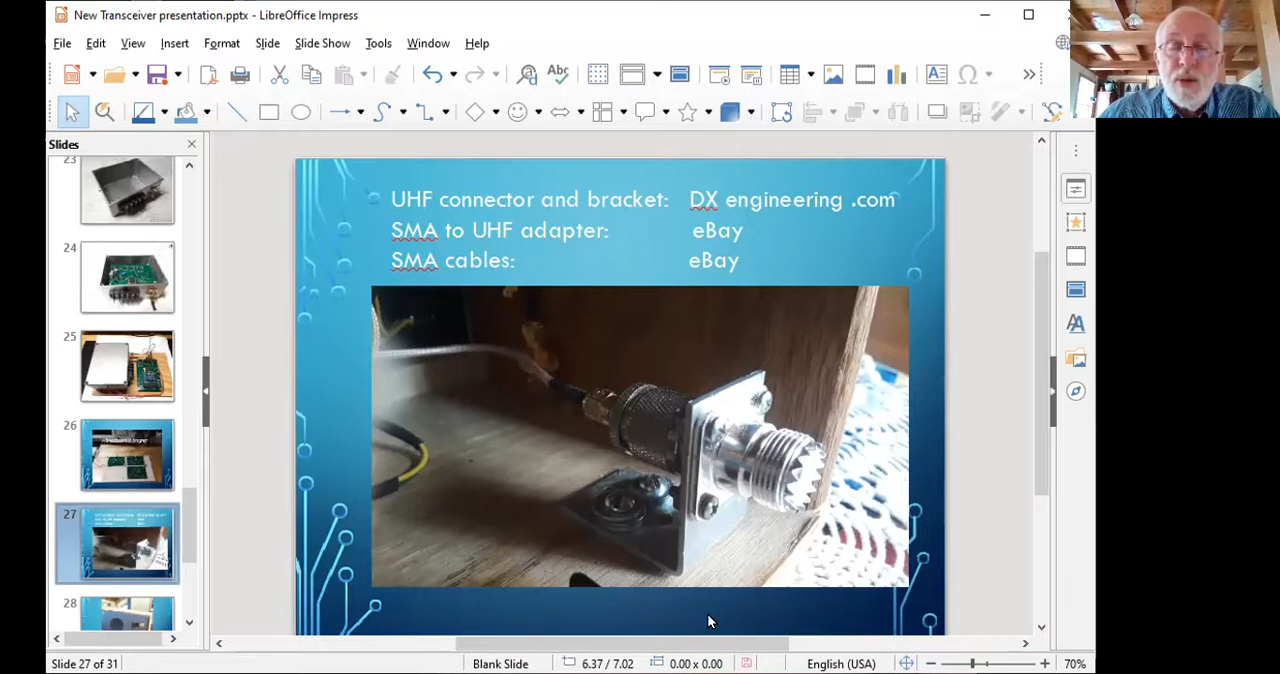 New Transceiver presentation.pptx - LibreOffice Impress
File Edit View Insert Format Slide Slide Show Tools Window Help
Abc
Slides
23
24
25
26
27
28
UHF connector and bracket: DX engineering .com
SMA to UHF adapter: eBay
SMA cables: eBay
Slide 27 of 31
Blank Slide
6.37 / 7.02
0.00 x 0.00
English (USA)
70%